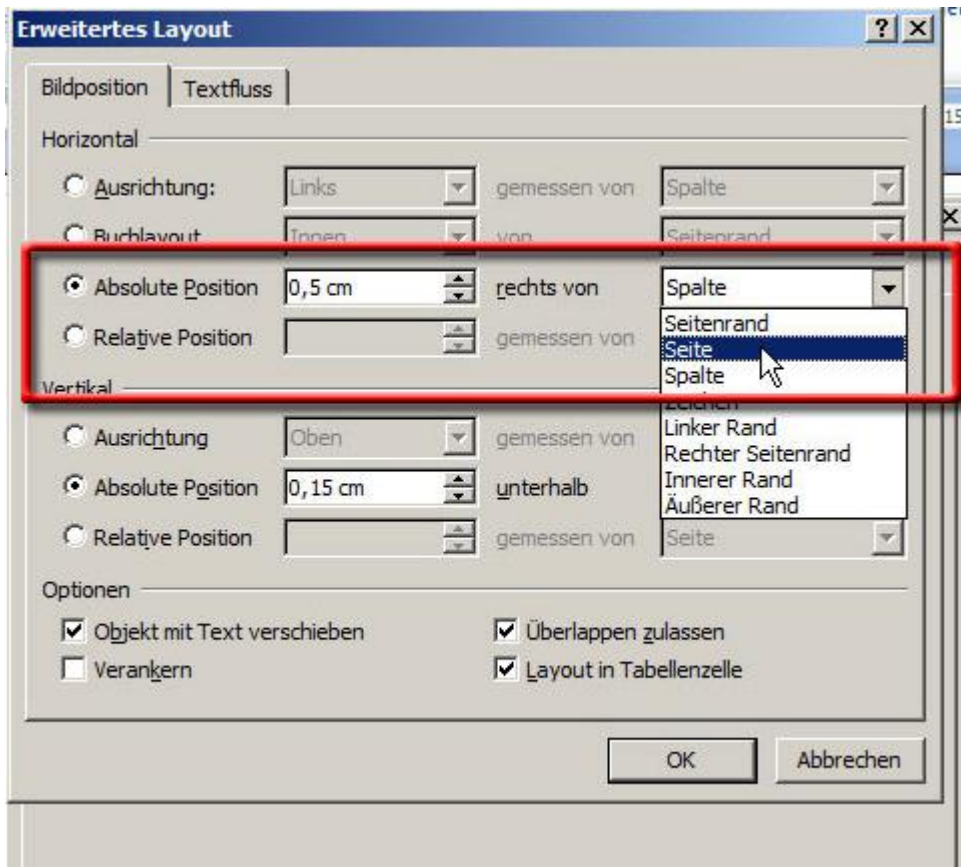 Erweitertes Layout
Bildposition Textfluss
Horizontal
Ausrichtung: Links gemessen von Spalte
Buchlayout Innen von Seitenrand
Absolute Position 0,5 cm rechts von Spalte
Relative Position gemessen von
Seitenrand
Seite
Spalte
Zeichen
Linker Rand
Rechter Seitenrand
Innerer Rand
Äußerer Rand
Vertikal
Ausrichtung Oben gemessen von
Absolute Position 0,15 cm unterhalb
Relative Position gemessen von Seite
Optionen
Objekt mit Text verschieben Überlappen zulassen
Verankern Layout in Tabellenzelle
OK Abbrechen
15